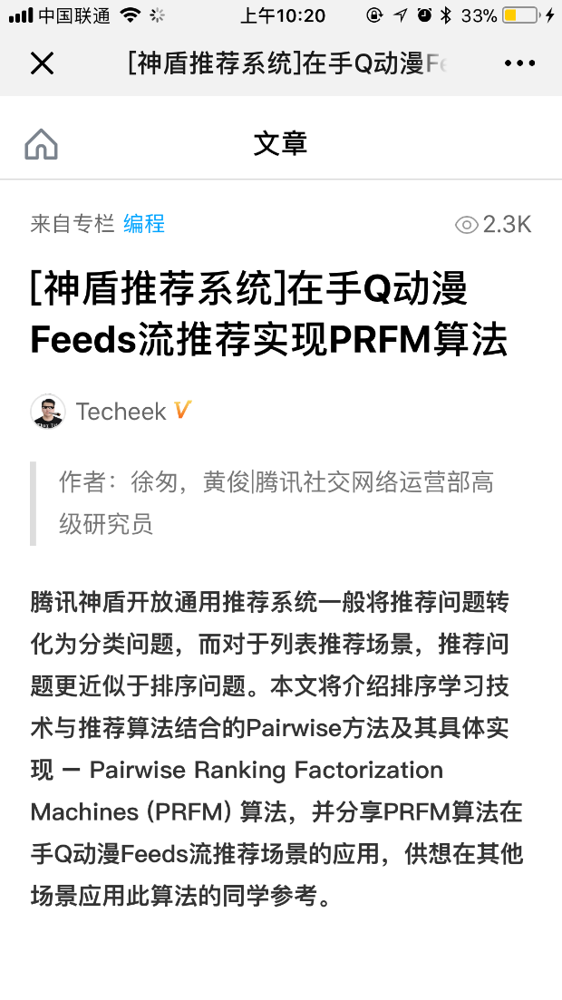 中国联通 上午10:20 33%
[神盾推荐系统]在手Q动漫Fe
文章
来自专栏 编程 2.3K
[神盾推荐系统]在手Q动漫
Feeds流推荐实现PRFM算法
Techeek V
作者：徐匆，黄俊|腾讯社交网络运营部高
级研究员
腾讯神盾开放通用推荐系统一般将推荐问题转
化为分类问题，而对于列表推荐场景，推荐问
题更近似于排序问题。本文将介绍排序学习技
术与推荐算法结合的Pairwise方法及其具体实
现 — Pairwise Ranking Factorization
Machines (PRFM) 算法，并分享PRFM算法在
手Q动漫Feeds流推荐场景的应用，供想在其他
场景应用此算法的同学参考。